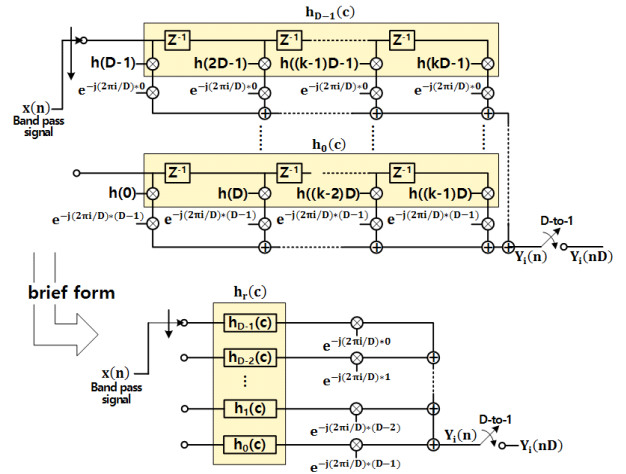 h_{D−1}(c)
Z⁻¹ Z⁻¹ Z⁻¹
h(D-1) h(2D-1) h((k-1)D-1) h(kD-1)
e^{-j(2πi/D)*0} e^{-j(2πi/D)*0} e^{-j(2πi/D)*0} e^{-j(2πi/D)*0}
x(n)
Band pass
signal
h_0(c)
Z⁻¹ Z⁻¹ Z⁻¹
h(0) h(D) h((k-2)D) h((k-1)D)
e^{-j(2πi/D)*(D−1)} e^{-j(2πi/D)*(D−1)} e^{-j(2πi/D)*(D−1)} e^{-j(2πi/D)*(D−1)}
D-to-1
Y_i(n) Y_i(nD)
brief form
h_r(c)
h_{D-1}(c)
e^{-j(2πi/D)*0}
h_{D-2}(c)
x(n)
Band pass
signal
e^{-j(2πi/D)*1}
⋮
h_1(c)
e^{-j(2πi/D)*(D−2)}
D-to-1
h_0(c)
Y_i(n) Y_i(nD)
e^{-j(2πi/D)*(D−1)}